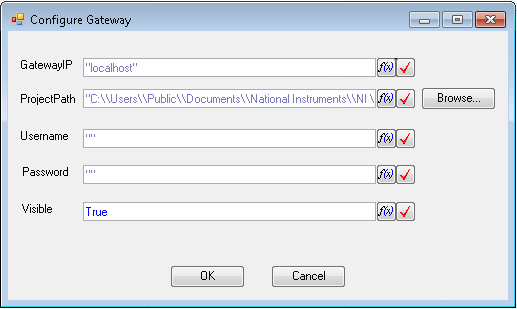 Configure Gateway
GatewayIP "localhost" f(x)
ProjectPath "C:\\Users\\Public\\Documents\\National Instruments\\NI \ f(x) Browse...
Username "" f(x)
Password "" f(x)
Visible True f(x)
OK Cancel